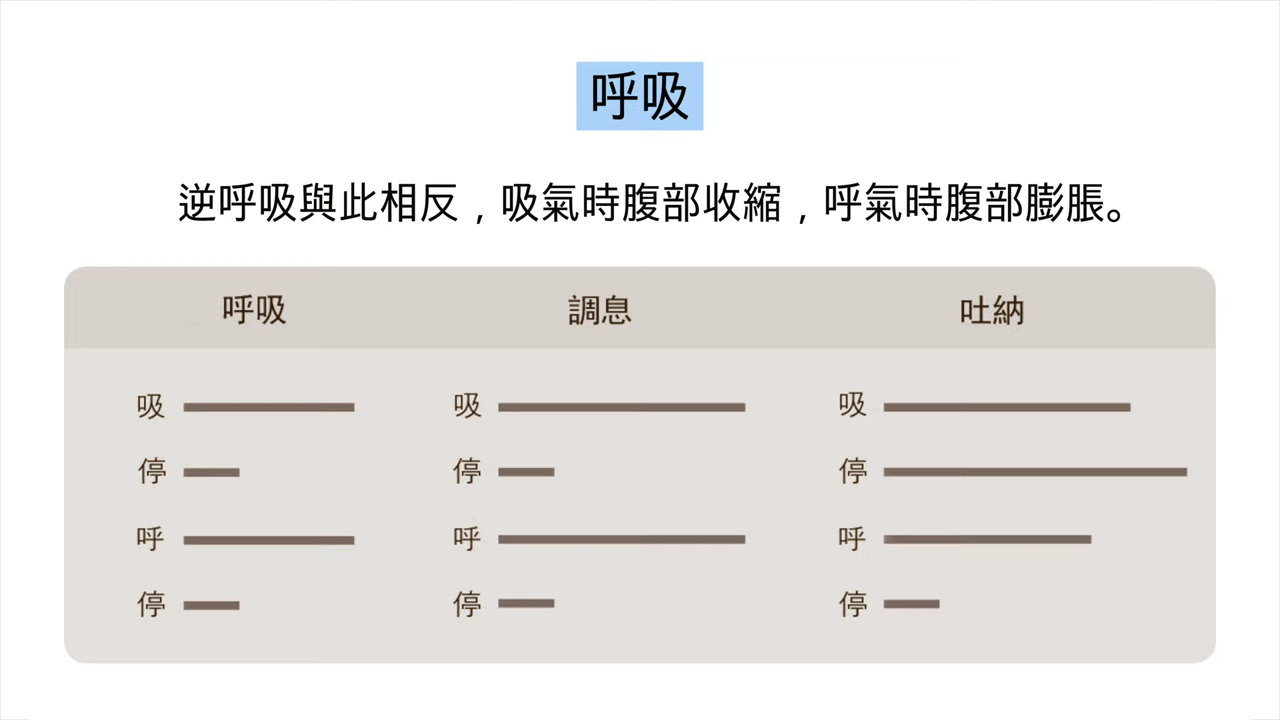 呼吸
逆呼吸與此相反，吸氣時腹部收縮，呼氣時腹部膨脹。
呼吸 調息 吐納
吸 吸 吸
停 停 停
呼 呼 呼
停 停 停